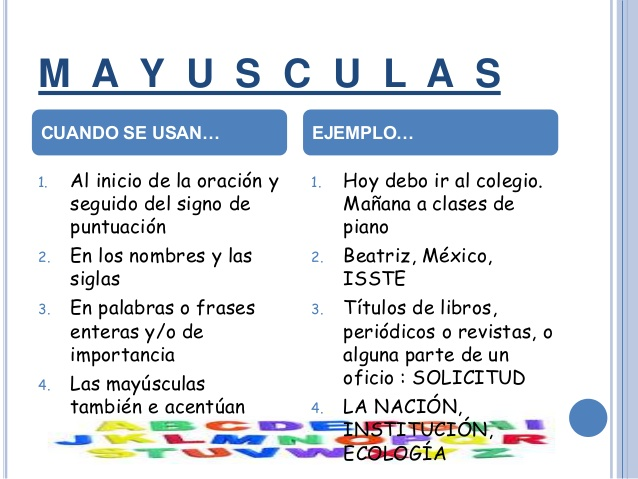 M A Y U S C U L A S
CUANDO SE USAN…
1. Al inicio de la oración y
seguido del signo de
puntuación
2. En los nombres y las
siglas
3. En palabras o frases
enteras y/o de
importancia
4. Las mayúsculas
también e acentúan
EJEMPLO…
1. Hoy debo ir al colegio.
Mañana a clases de
piano
2. Beatriz, México,
ISSTE
3. Títulos de libros,
periódicos o revistas, o
alguna parte de un
oficio : SOLICITUD
4. LA NACIÓN,
INSTITUCIÓN,
ECOLOGÍA